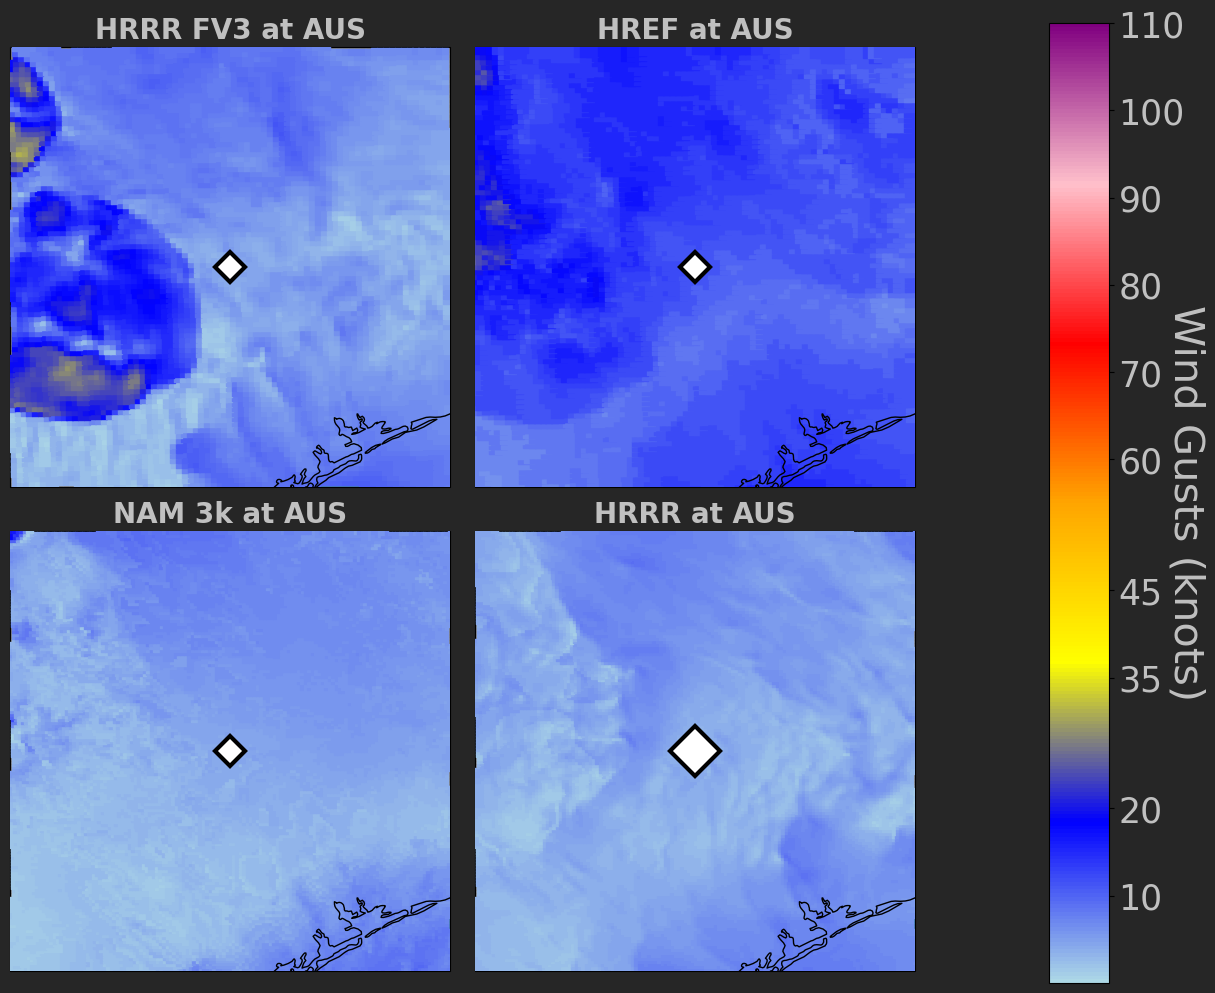 HRRR FV3 at AUS
HREF at AUS
NAM 3k at AUS
HRRR at AUS
110
100
90
80
70
60
45
35
20
10
Wind Gusts (knots)